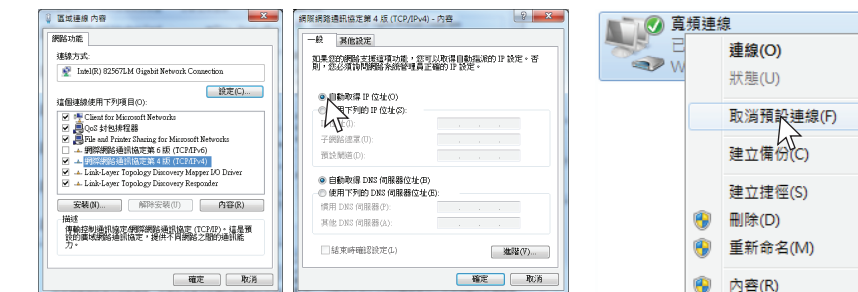 區域連線 內容
網路功能
連線方式:
Intel(R) 82567LM Gigabit Network Connection
設定(C)...
這個連線使用下列項目(O):
Client for Microsoft Networks
QoS 封包排程器
File and Printer Sharing for Microsoft Networks
網際網路通訊協定第 6 版 (TCP/IPv6)
網際網路通訊協定第 4 版 (TCP/IPv4)
Link-Layer Topology Discovery Mapper I/O Driver
Link-Layer Topology Discovery Responder
安裝(N)...
解除安裝(U)
內容(R)
描述
傳輸控制通訊協定/網際網路通訊協定 (TCP/IP)。這是預
設的廣域網路通訊協定，提供不同網路之間的通訊能
力。
確定
取消
網際網路通訊協定第 4 版 (TCP/IPv4) - 內容
一般
其他設定
如果您的網路支援這項功能，您可以取得自動指派的 IP 設定。否
則，您必須詢問網路系統管理員正確的 IP 設定。
自動取得 IP 位址(O)
用下列的 IP 位址(S):
子網路遮罩(U):
預設閘道(D):
自動取得 DNS 伺服器位址(B)
使用下列的 DNS 伺服器位址(E):
慣用 DNS 伺服器(P):
其他 DNS 伺服器(A):
結束時確認設定(L)
進階(V)...
確定
取消
寬頻連線
已
W
連線(O)
狀態(U)
取消預設連線(F)
建立備份(C)
建立捷徑(S)
刪除(D)
重新命名(M)
內容(R)